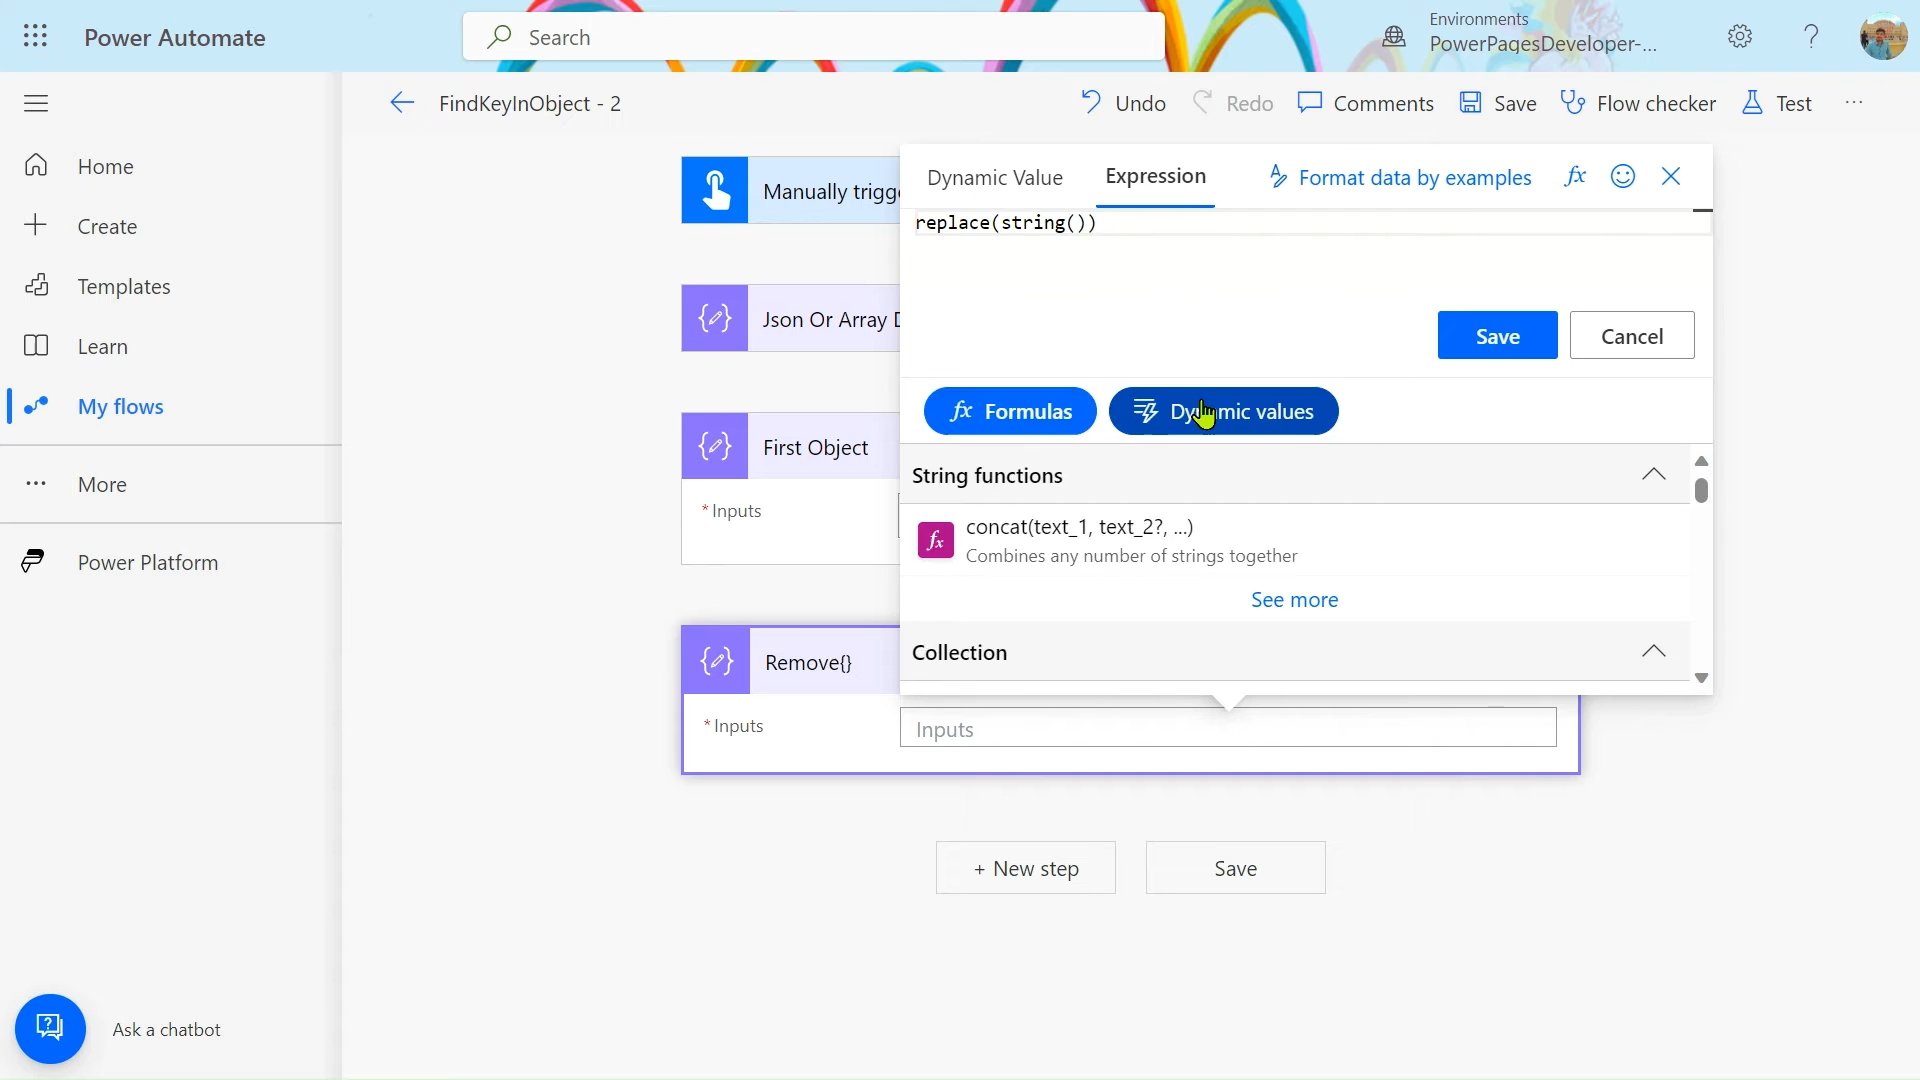 Power Automate
Search
Environments
PowerPagesDeveloper-...
FindKeyInObject - 2
Undo
Redo
Comments
Save
Flow checker
Test
Home
Create
Templates
Learn
My flows
More
Power Platform
Ask a chatbot
Manually trigg
Json Or Array
First Object
* Inputs
Remove{}
* Inputs
Inputs
+ New step
Save
Dynamic Value
Expression
Format data by examples
fx
replace(string())
Save
Cancel
fx Formulas
Dynamic values
String functions
fx
concat(text_1, text_2?, ...)
Combines any number of strings together
See more
Collection